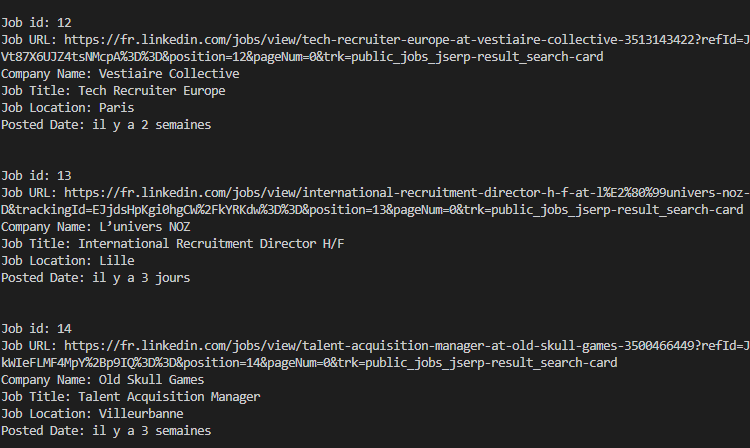 Job id: 12
Job URL: https://fr.linkedin.com/jobs/view/tech-recruiter-europe-at-vestiaire-collective-3513143422?refId=J
Vt87X6UJZ4tsNMcpA%3D%3D&position=12&pageNum=0&trk=public_jobs_jserp-result_search-card
Company Name: Vestiaire Collective
Job Title: Tech Recruiter Europe
Job Location: Paris
Posted Date: il y a 2 semaines
Job id: 13
Job URL: https://fr.linkedin.com/jobs/view/international-recruitment-director-h-f-at-l%E2%80%99univers-noz-
D&trackingId=EJjdsHpKgi0hgCW%2FkYRKdw%3D%3D&position=13&pageNum=0&trk=public_jobs_jserp-result_search-card
Company Name: L’univers NOZ
Job Title: International Recruitment Director H/F
Job Location: Lille
Posted Date: il y a 3 jours
Job id: 14
Job URL: https://fr.linkedin.com/jobs/view/talent-acquisition-manager-at-old-skull-games-3500466449?refId=J
kWIeFLMF4MpY%2Bp9IQ%3D%3D&position=14&pageNum=0&trk=public_jobs_jserp-result_search-card
Company Name: Old Skull Games
Job Title: Talent Acquisition Manager
Job Location: Villeurbanne
Posted Date: il y a 3 semaines